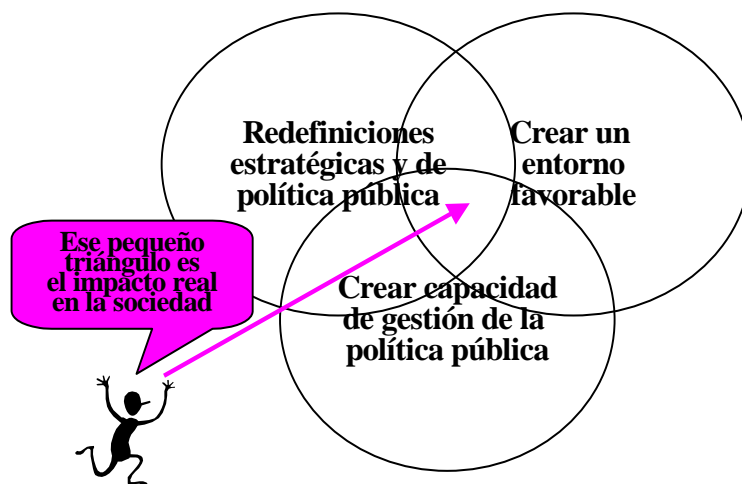 Redefiniciones
estratégicas y de
política pública
Crear un
entorno
favorable
Ese pequeño
triángulo es
el impacto real
en la sociedad
Crear capacidad
de gestión de la
política pública